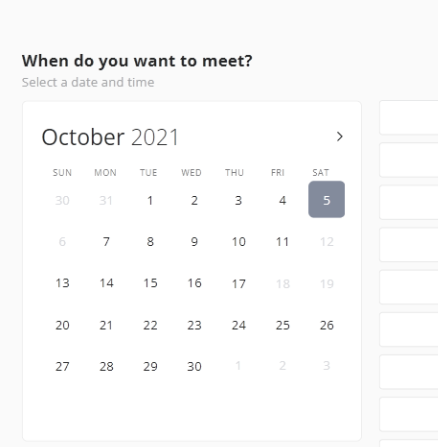 When do you want to meet?
Select a date and time
October 2021 >
SUN MON TUE WED THU FRI SAT
30 31 1 2 3 4 5
6 7 8 9 10 11 12
13 14 15 16 17 18 19
20 21 22 23 24 25 26
27 28 29 30 1 2 3